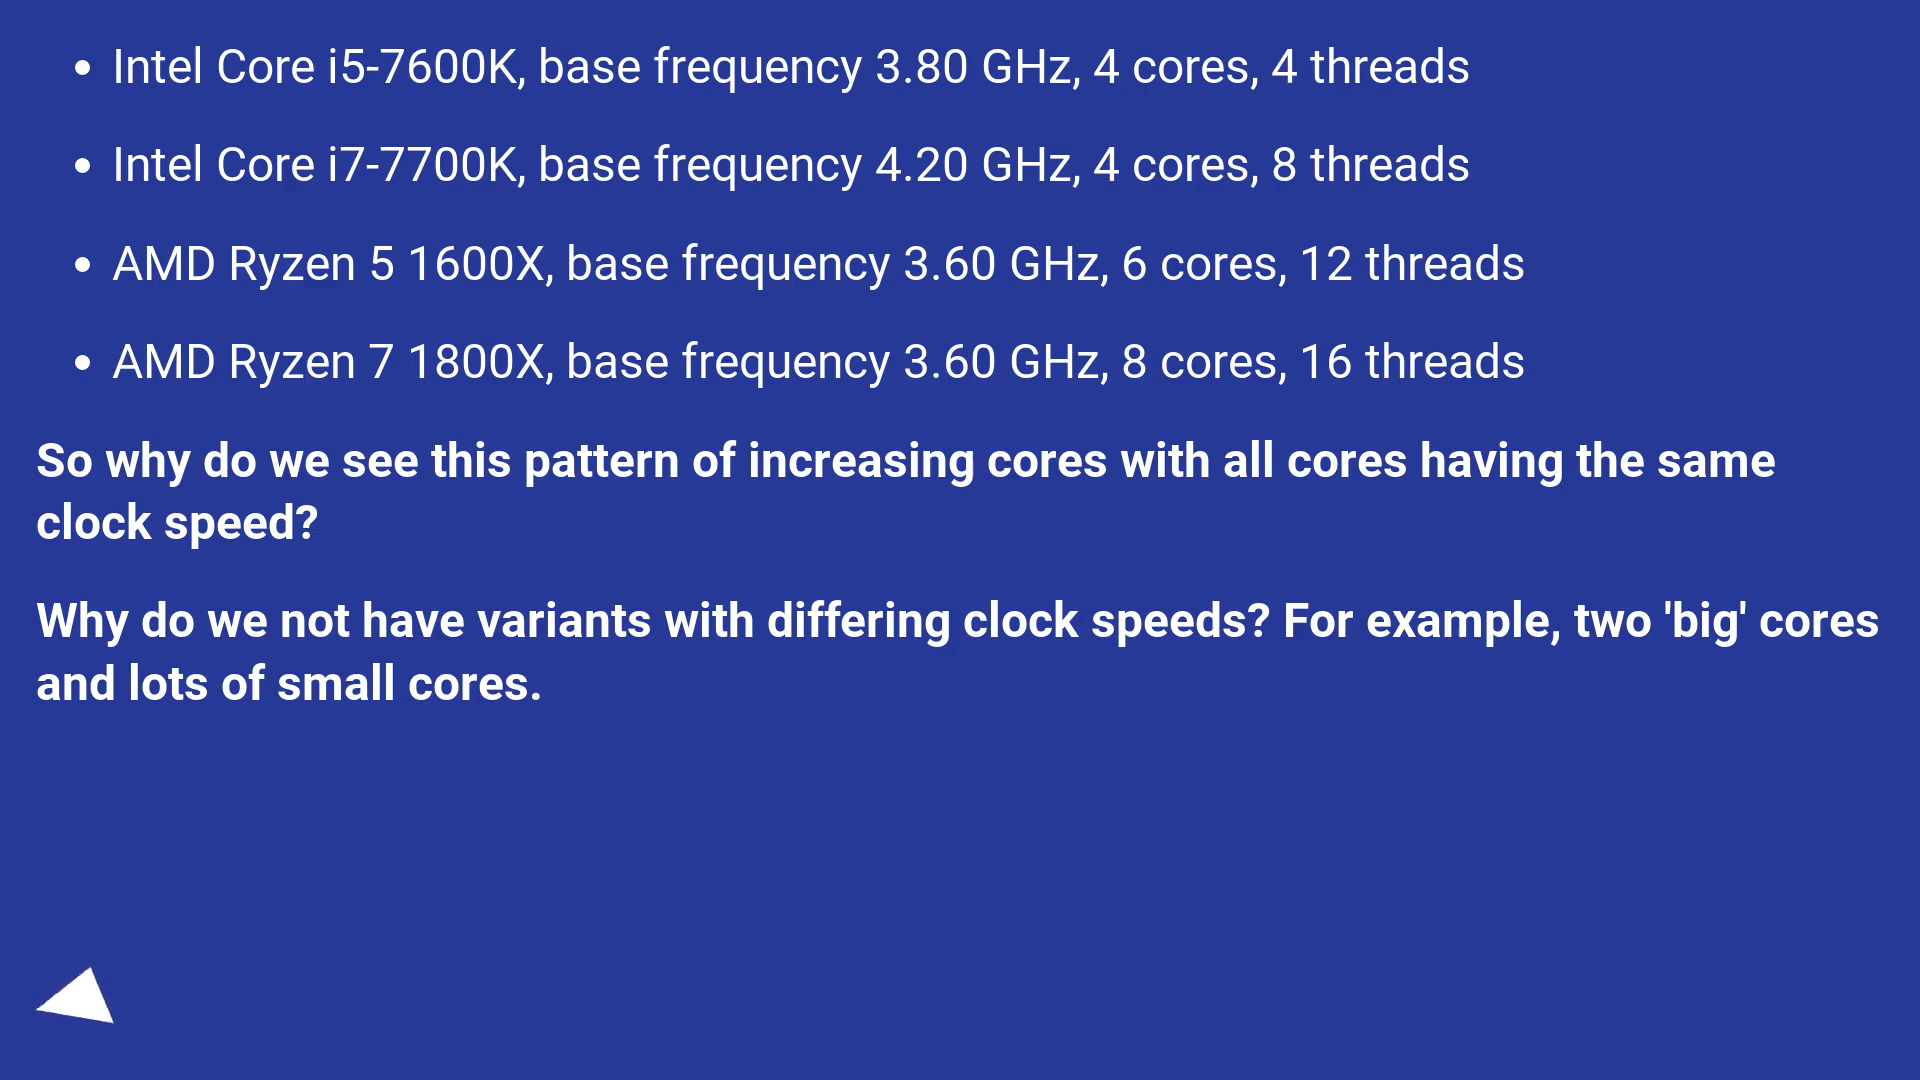 • Intel Core i5-7600K, base frequency 3.80 GHz, 4 cores, 4 threads
• Intel Core i7-7700K, base frequency 4.20 GHz, 4 cores, 8 threads
• AMD Ryzen 5 1600X, base frequency 3.60 GHz, 6 cores, 12 threads
• AMD Ryzen 7 1800X, base frequency 3.60 GHz, 8 cores, 16 threads
So why do we see this pattern of increasing cores with all cores having the same
clock speed?
Why do we not have variants with differing clock speeds? For example, two 'big' cores
and lots of small cores.